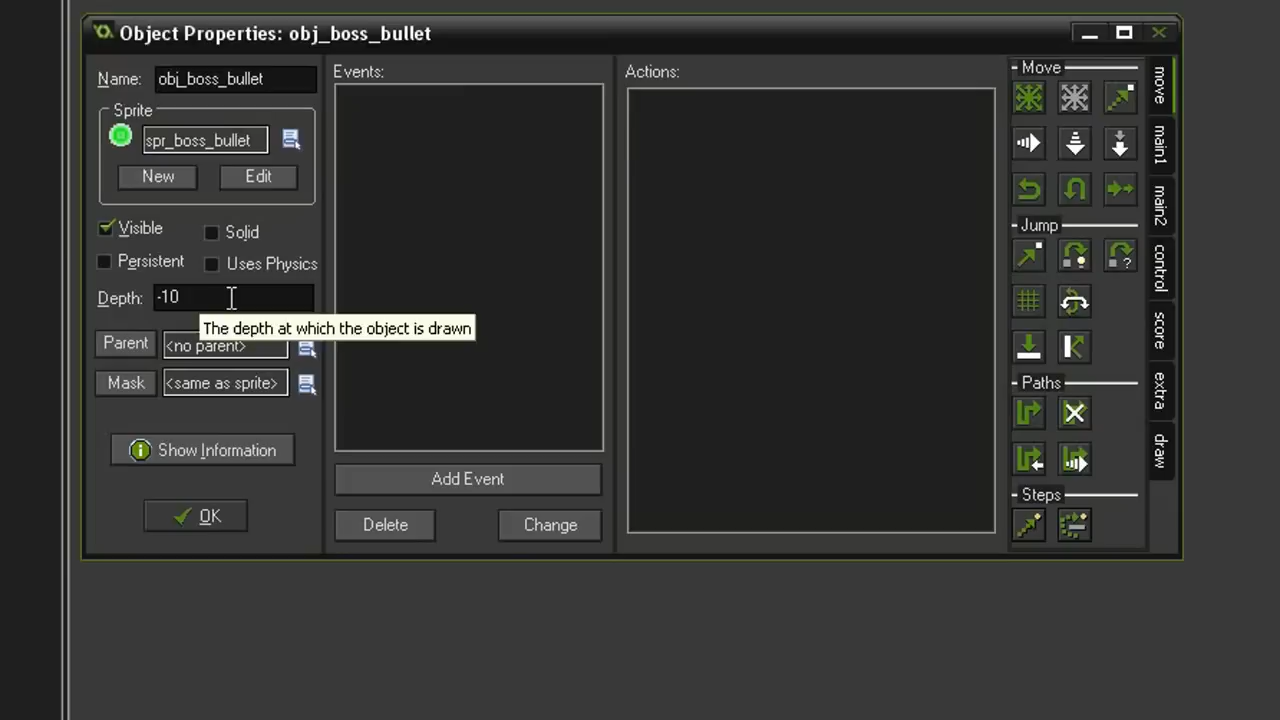 Object Properties: obj_boss_bullet
Name: obj_boss_bullet
Sprite
spr_boss_bullet
New Edit
Visible Solid
Persistent Uses Physics
Depth: -10
The depth at which the object is drawn
Parent <no parent>
Mask <same as sprite>
Show Information
OK
Events:
Add Event
Delete Change
Actions:
Move
Jump
?
Paths
Steps
move
main1
main2
control
score
extra
draw